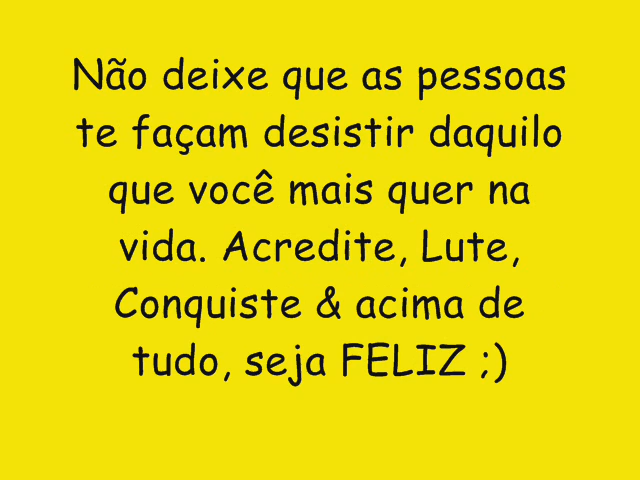 Não deixe que as pessoas
te façam desistir daquilo
que você mais quer na
vida. Acredite, Lute,
Conquiste & acima de
tudo, seja FELIZ ;)